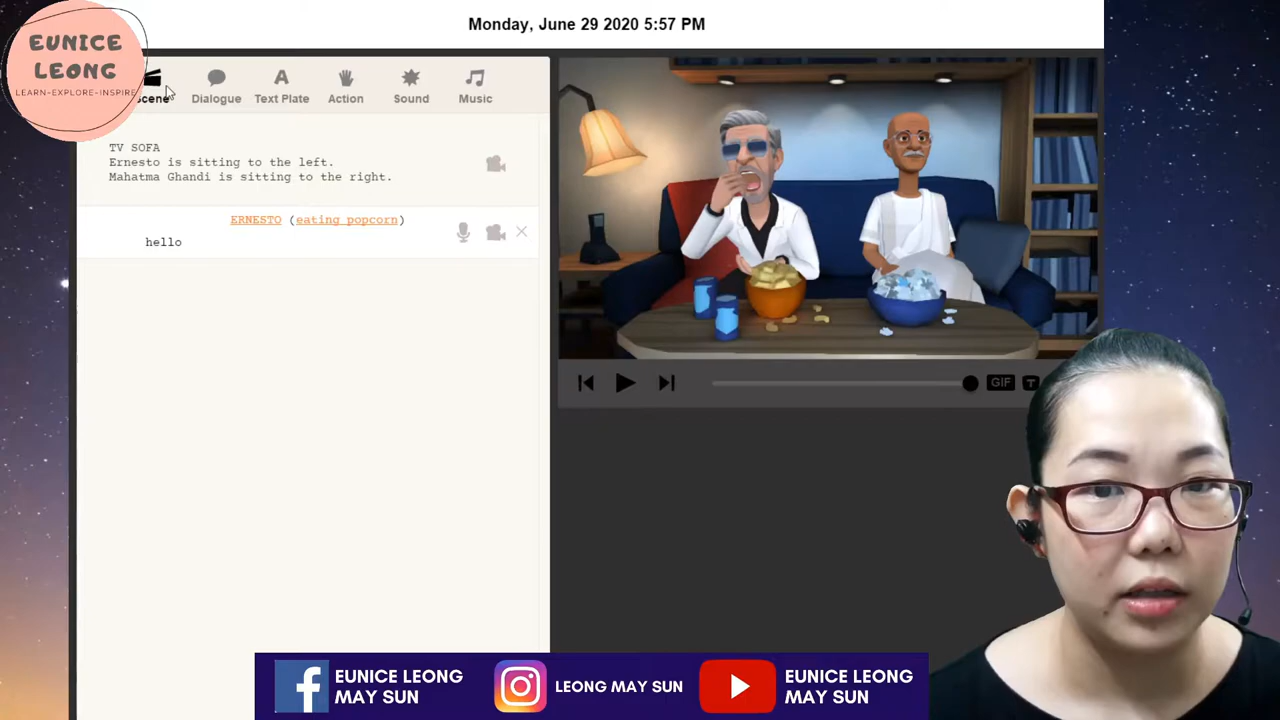 Monday, June 29 2020 5:57 PM
EUNICE
LEONG
LEARN-EXPLORE-INSPIRE
Scene
Dialogue
Text Plate
Action
Sound
Music
TV SOFA
Ernesto is sitting to the left.
Mahatma Ghandi is sitting to the right.
ERNESTO (eating popcorn)
hello
GIF
T
EUNICE LEONG
MAY SUN
LEONG MAY SUN
EUNICE LEONG
MAY SUN